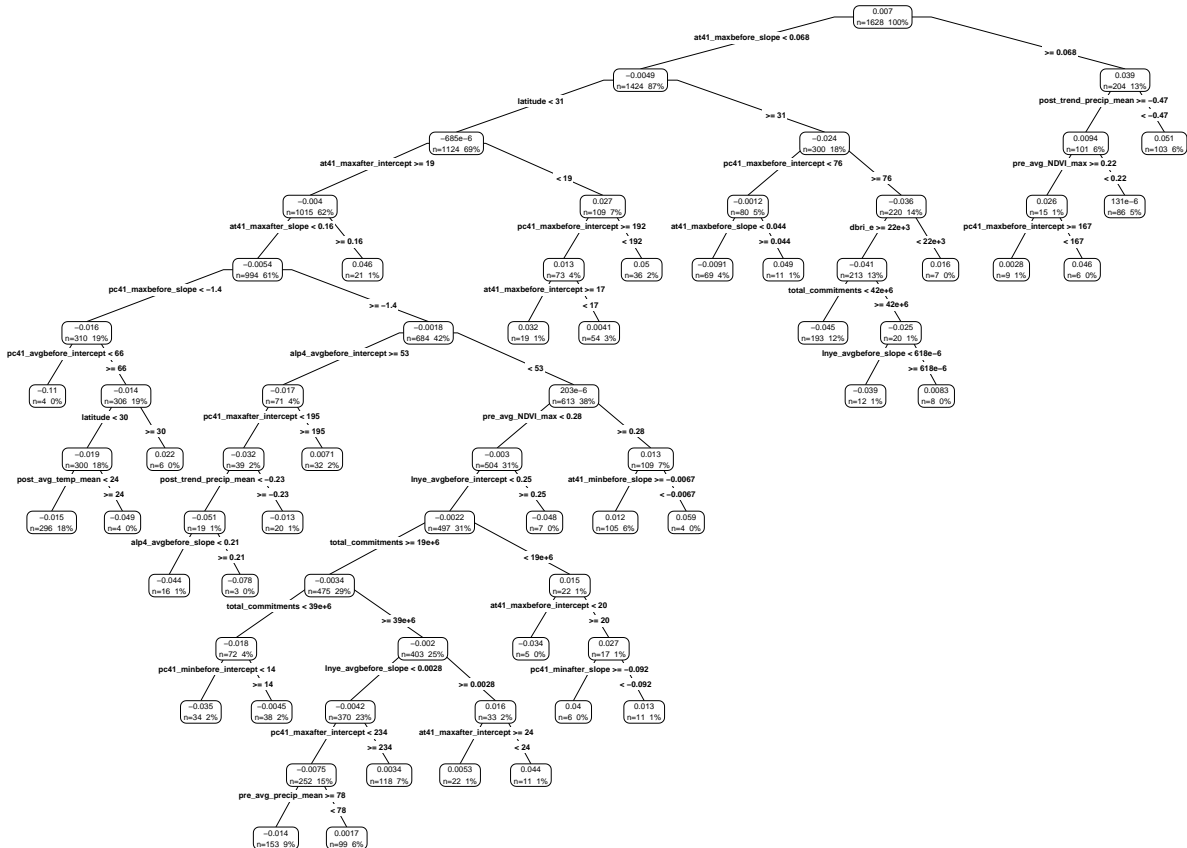 0.007
n=1628 100%
at41_maxbefore_slope < 0.068
>= 0.068
−0.0049
n=1424 87%
0.039
n=204 13%
latitude < 31
>= 31
post_trend_precip_mean >= −0.47
< −0.47
−685e−6
n=1124 69%
−0.024
n=300 18%
0.0094
n=101 6%
0.051
n=103 6%
at41_maxafter_intercept >= 19
< 19
pc41_maxbefore_intercept < 76
>= 76
pre_avg_NDVI_max >= 0.22
< 0.22
−0.004
n=1015 62%
0.027
n=109 7%
−0.0012
n=80 5%
−0.036
n=220 14%
0.026
n=15 1%
131e−6
n=86 5%
at41_maxafter_slope < 0.16
>= 0.16
pc41_maxbefore_intercept >= 192
< 192
at41_maxbefore_slope < 0.044
>= 0.044
dbri_e >= 22e+3
< 22e+3
pc41_maxbefore_intercept >= 167
< 167
−0.0054
n=994 61%
0.046
n=21 1%
0.013
n=73 4%
0.05
n=36 2%
−0.0091
n=69 4%
0.049
n=11 1%
−0.041
n=213 13%
0.016
n=7 0%
0.0028
n=9 1%
0.046
n=6 0%
pc41_maxbefore_slope < −1.4
>= −1.4
at41_maxbefore_intercept >= 17
< 17
total_commitments < 42e+6
>= 42e+6
−0.016
n=310 19%
−0.0018
n=684 42%
0.032
n=19 1%
0.0041
n=54 3%
−0.045
n=193 12%
−0.025
n=20 1%
pc41_avgbefore_intercept < 66
>= 66
alp4_avgbefore_intercept >= 53
< 53
lnye_avgbefore_slope < 618e−6
>= 618e−6
−0.11
n=4 0%
−0.014
n=306 19%
−0.017
n=71 4%
203e−6
n=613 38%
−0.039
n=12 1%
0.0083
n=8 0%
latitude < 30
>= 30
pc41_maxafter_intercept < 195
>= 195
pre_avg_NDVI_max < 0.28
>= 0.28
−0.019
n=300 18%
0.022
n=6 0%
−0.032
n=39 2%
0.0071
n=32 2%
−0.003
n=504 31%
0.013
n=109 7%
post_avg_temp_mean < 24
>= 24
post_trend_precip_mean < −0.23
>= −0.23
lnye_avgbefore_intercept < 0.25
>= 0.25
at41_minbefore_slope >= −0.0067
< −0.0067
−0.015
n=296 18%
−0.049
n=4 0%
−0.051
n=19 1%
−0.013
n=20 1%
−0.0022
n=497 31%
−0.048
n=7 0%
0.012
n=105 6%
0.059
n=4 0%
alp4_avgbefore_slope < 0.21
>= 0.21
total_commitments >= 19e+6
< 19e+6
−0.044
n=16 1%
−0.078
n=3 0%
−0.0034
n=475 29%
0.015
n=22 1%
total_commitments < 39e+6
>= 39e+6
at41_maxbefore_intercept < 20
>= 20
−0.018
n=72 4%
−0.002
n=403 25%
−0.034
n=5 0%
0.027
n=17 1%
pc41_minbefore_intercept < 14
>= 14
lnye_avgbefore_slope < 0.0028
>= 0.0028
pc41_minafter_slope >= −0.092
< −0.092
−0.035
n=34 2%
−0.0045
n=38 2%
−0.0042
n=370 23%
0.016
n=33 2%
0.04
n=6 0%
0.013
n=11 1%
pc41_maxafter_intercept < 234
>= 234
at41_maxafter_intercept >= 24
< 24
−0.0075
n=252 15%
0.0034
n=118 7%
0.0053
n=22 1%
0.044
n=11 1%
pre_avg_precip_mean >= 78
< 78
−0.014
n=153 9%
0.0017
n=99 6%